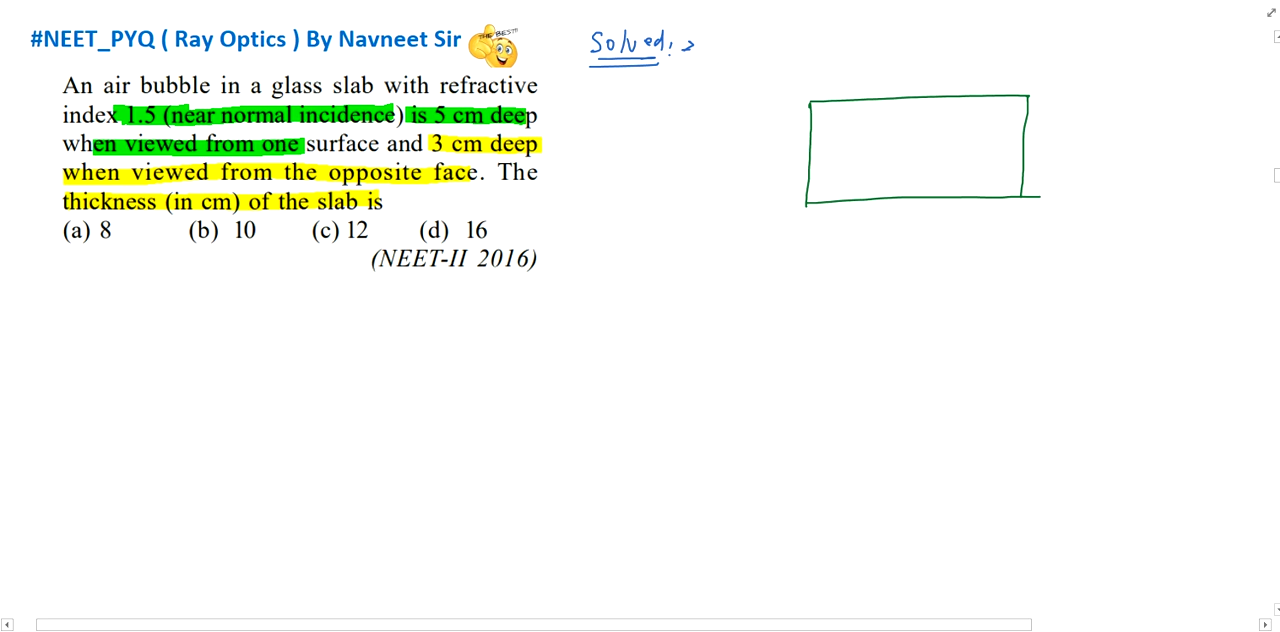 #NEET_PYQ ( Ray Optics ) By Navneet Sir
THE BEST!!
Solved:>
An air bubble in a glass slab with refractive
index 1.5 (near normal incidence) is 5 cm deep
when viewed from one surface and 3 cm deep
when viewed from the opposite face. The
thickness (in cm) of the slab is
(a) 8 (b) 10 (c) 12 (d) 16
(NEET-II 2016)